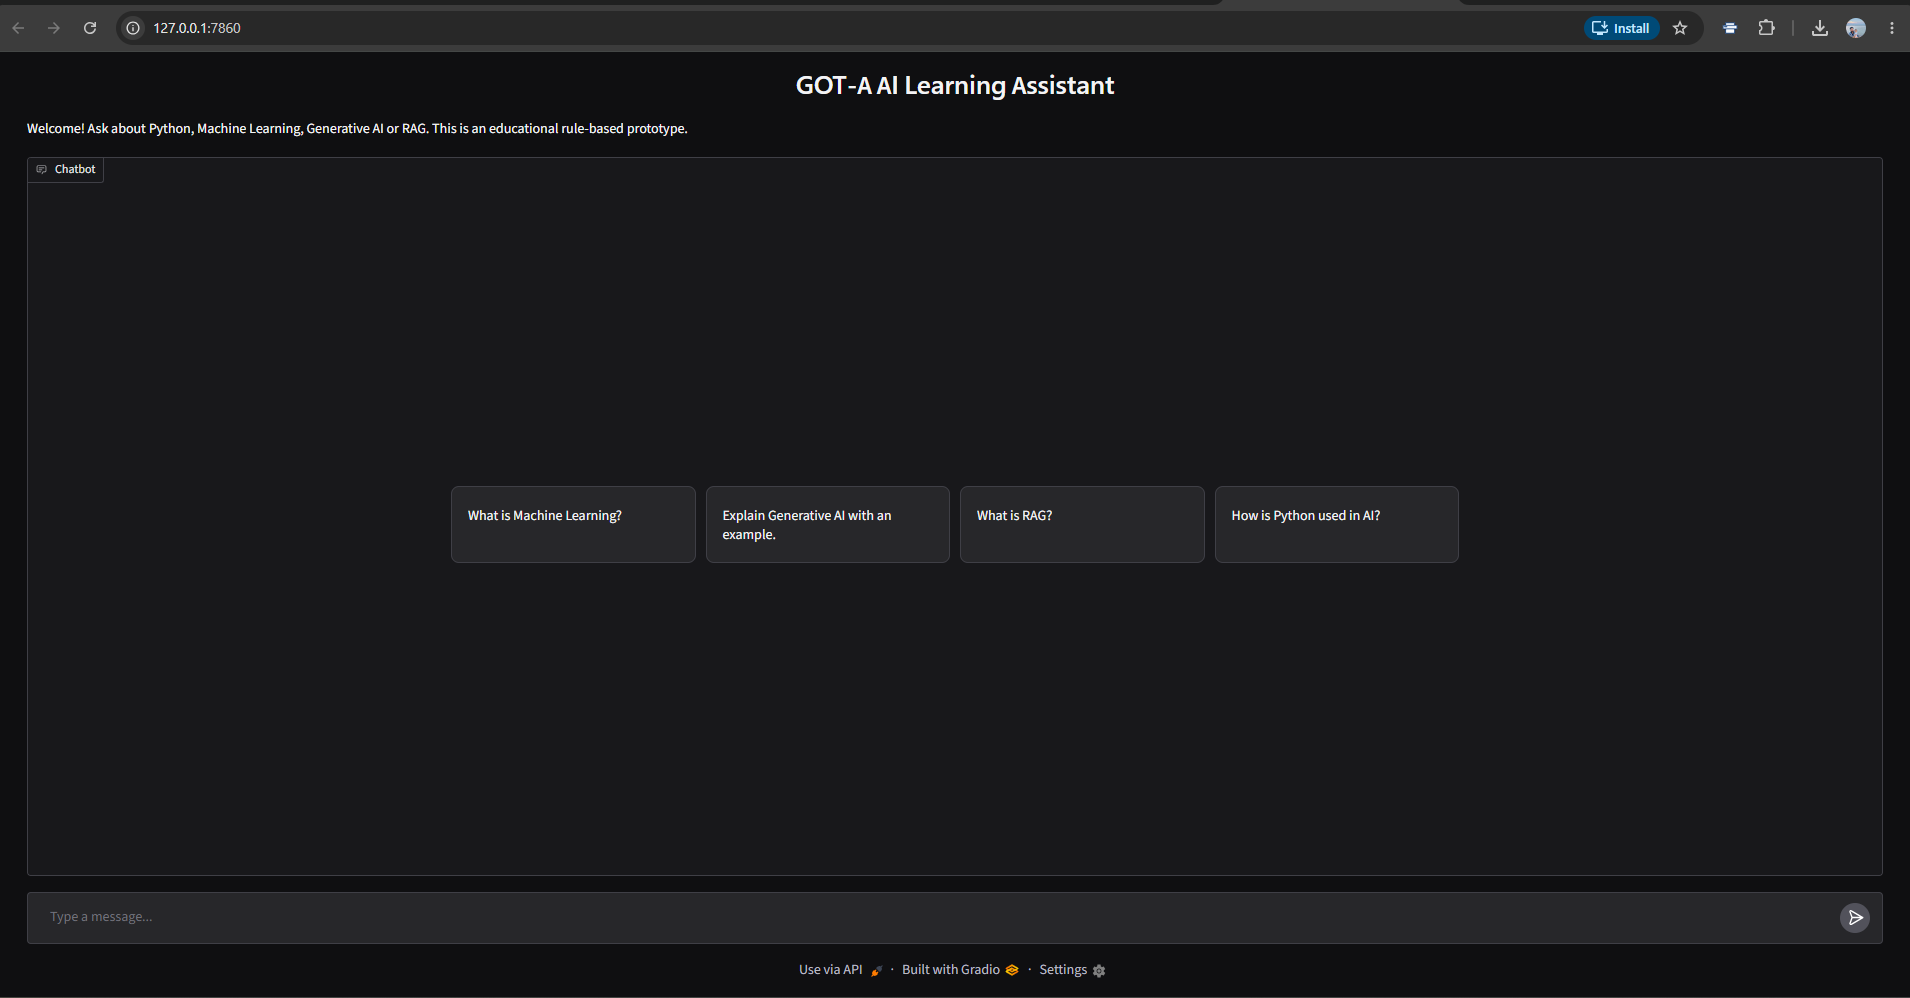 127.0.0.1:7860
Install
GOT-A AI Learning Assistant
Welcome! Ask about Python, Machine Learning, Generative AI or RAG. This is an educational rule-based prototype.
Chatbot
What is Machine Learning?
Explain Generative AI with an
example.
What is RAG?
How is Python used in AI?
Type a message...
Use via API · Built with Gradio · Settings